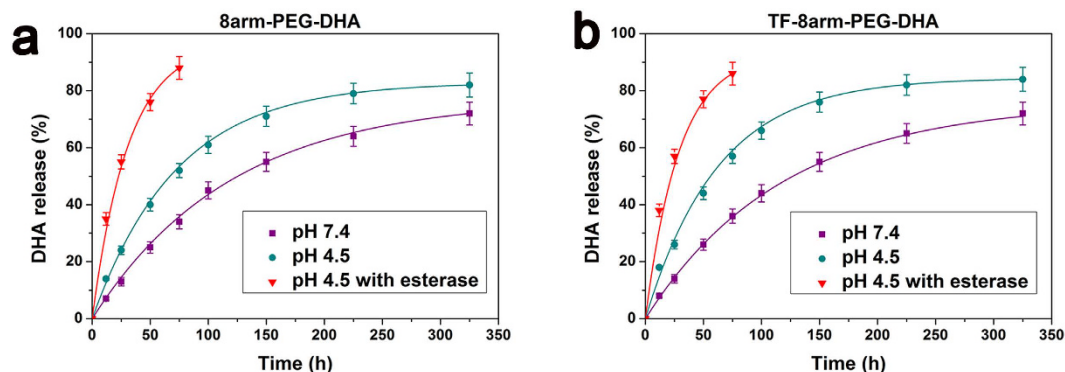 a
8arm-PEG-DHA
DHA release (%)
100
80
60
40
20
0
pH 7.4
pH 4.5
pH 4.5 with esterase
0 50 100 150 200 250 300 350
Time (h)
b
TF-8arm-PEG-DHA
DHA release (%)
100
80
60
40
20
0
pH 7.4
pH 4.5
pH 4.5 with esterase
0 50 100 150 200 250 300 350
Time (h)